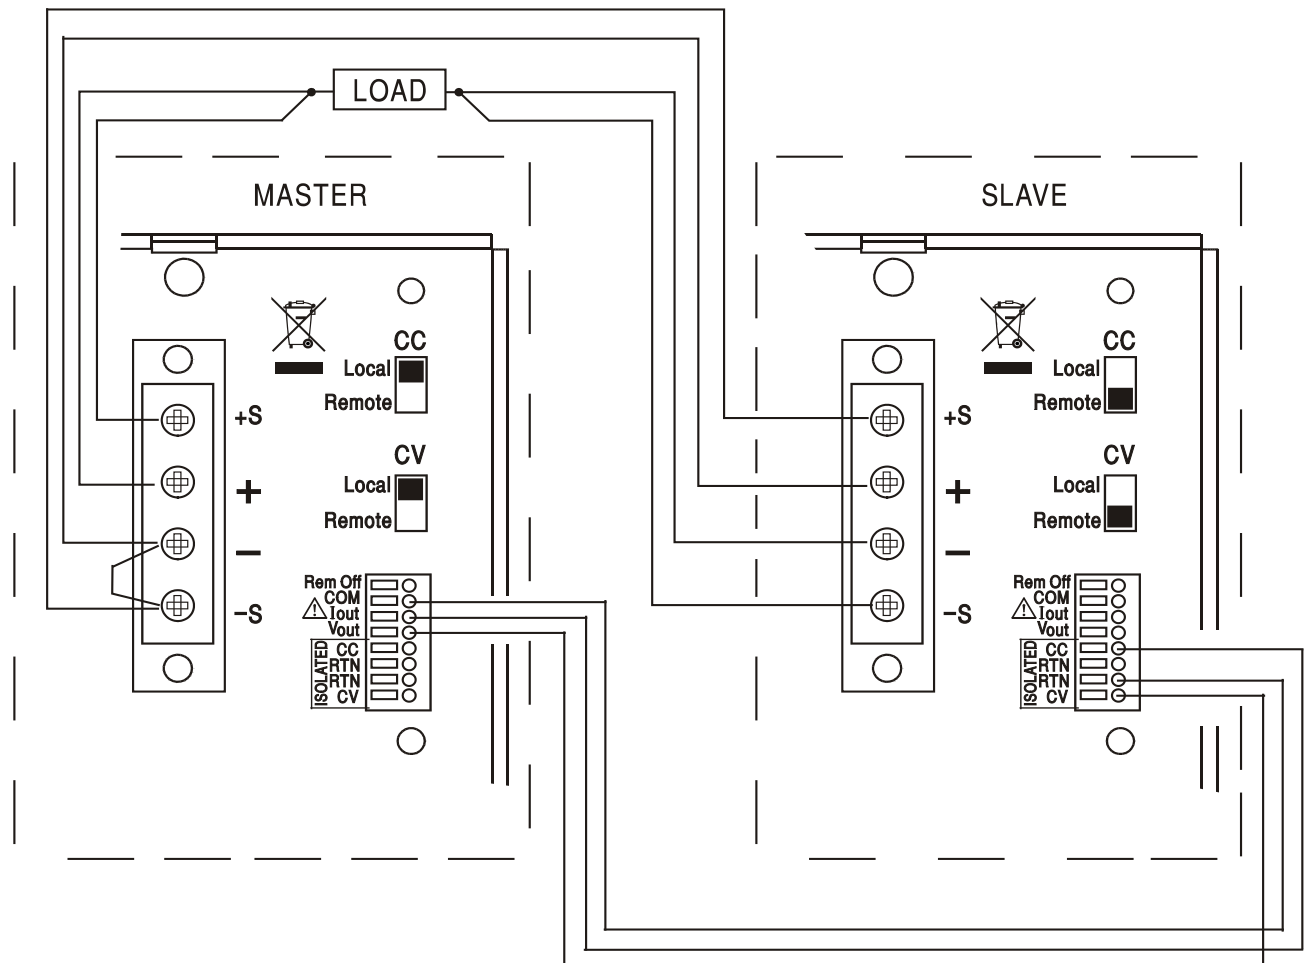 LOAD
MASTER
CC
Local
Remote
+S
CV
+
Local
Remote
−
−S
Rem Off
COM
! Iout
Vout
ISOLATED
CC
RTN
RTN
CV
SLAVE
CC
Local
Remote
+S
CV
+
Local
Remote
−
−S
Rem Off
COM
! Iout
Vout
ISOLATED
CC
RTN
RTN
CV